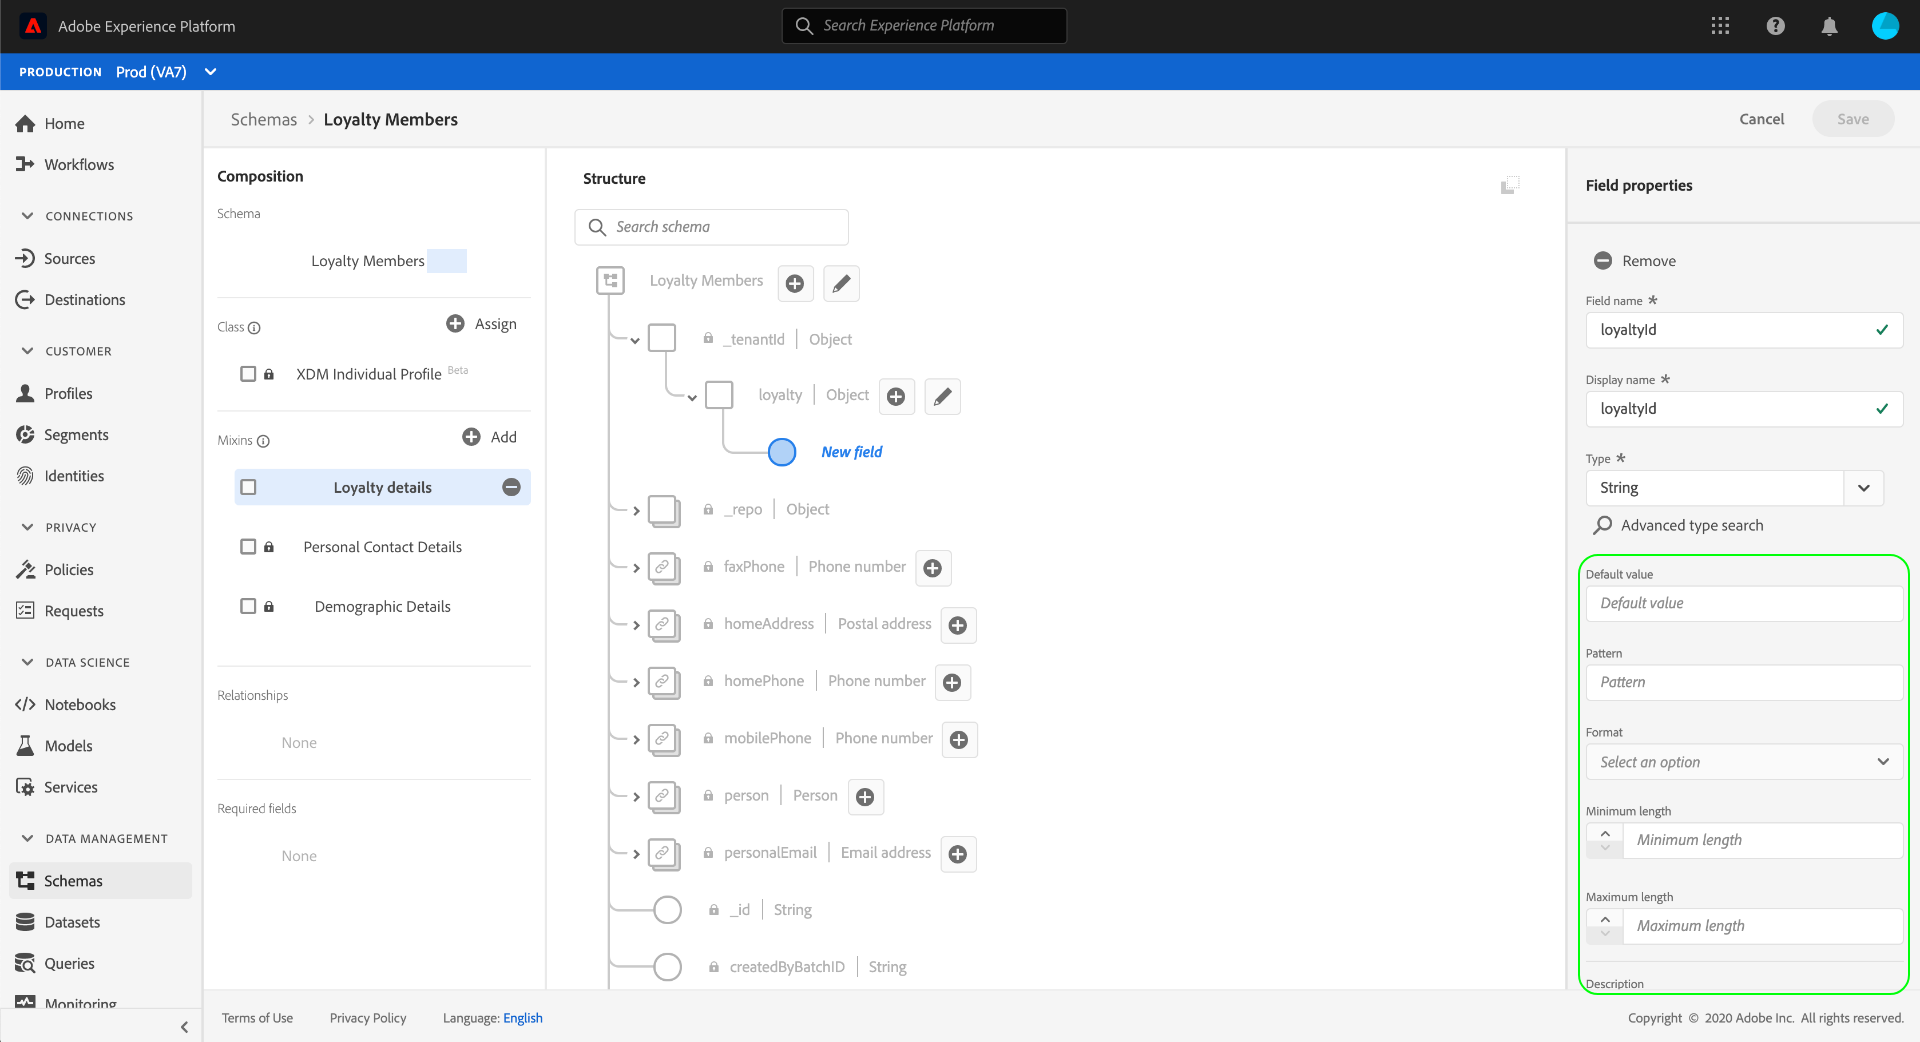 Adobe Experience Platform
Search Experience Platform
PRODUCTION Prod (VA7)
Home
Workflows
CONNECTIONS
Sources
Destinations
CUSTOMER
Profiles
Segments
Identities
PRIVACY
Policies
Requests
DATA SCIENCE
Notebooks
Models
Services
DATA MANAGEMENT
Schemas
Datasets
Queries
Monitoring
Schemas > Loyalty Members
Cancel
Save
Composition
Schema
Loyalty Members
Class
Assign
XDM Individual Profile Beta
Mixins
Add
Loyalty details
Personal Contact Details
Demographic Details
Relationships
None
Required fields
None
Structure
Search schema
Loyalty Members
_tenantId | Object
loyalty | Object
New field
_repo | Object
faxPhone | Phone number
homeAddress | Postal address
homePhone | Phone number
mobilePhone | Phone number
person | Person
personalEmail | Email address
_id | String
createdByBatchID | String
Field properties
Remove
Field name *
loyaltyId
Display name *
loyaltyId
Type *
String
Advanced type search
Default value
Default value
Pattern
Pattern
Format
Select an option
Minimum length
Minimum length
Maximum length
Maximum length
Description
Terms of Use
Privacy Policy
Language: English
Copyright © 2020 Adobe Inc. All rights reserved.